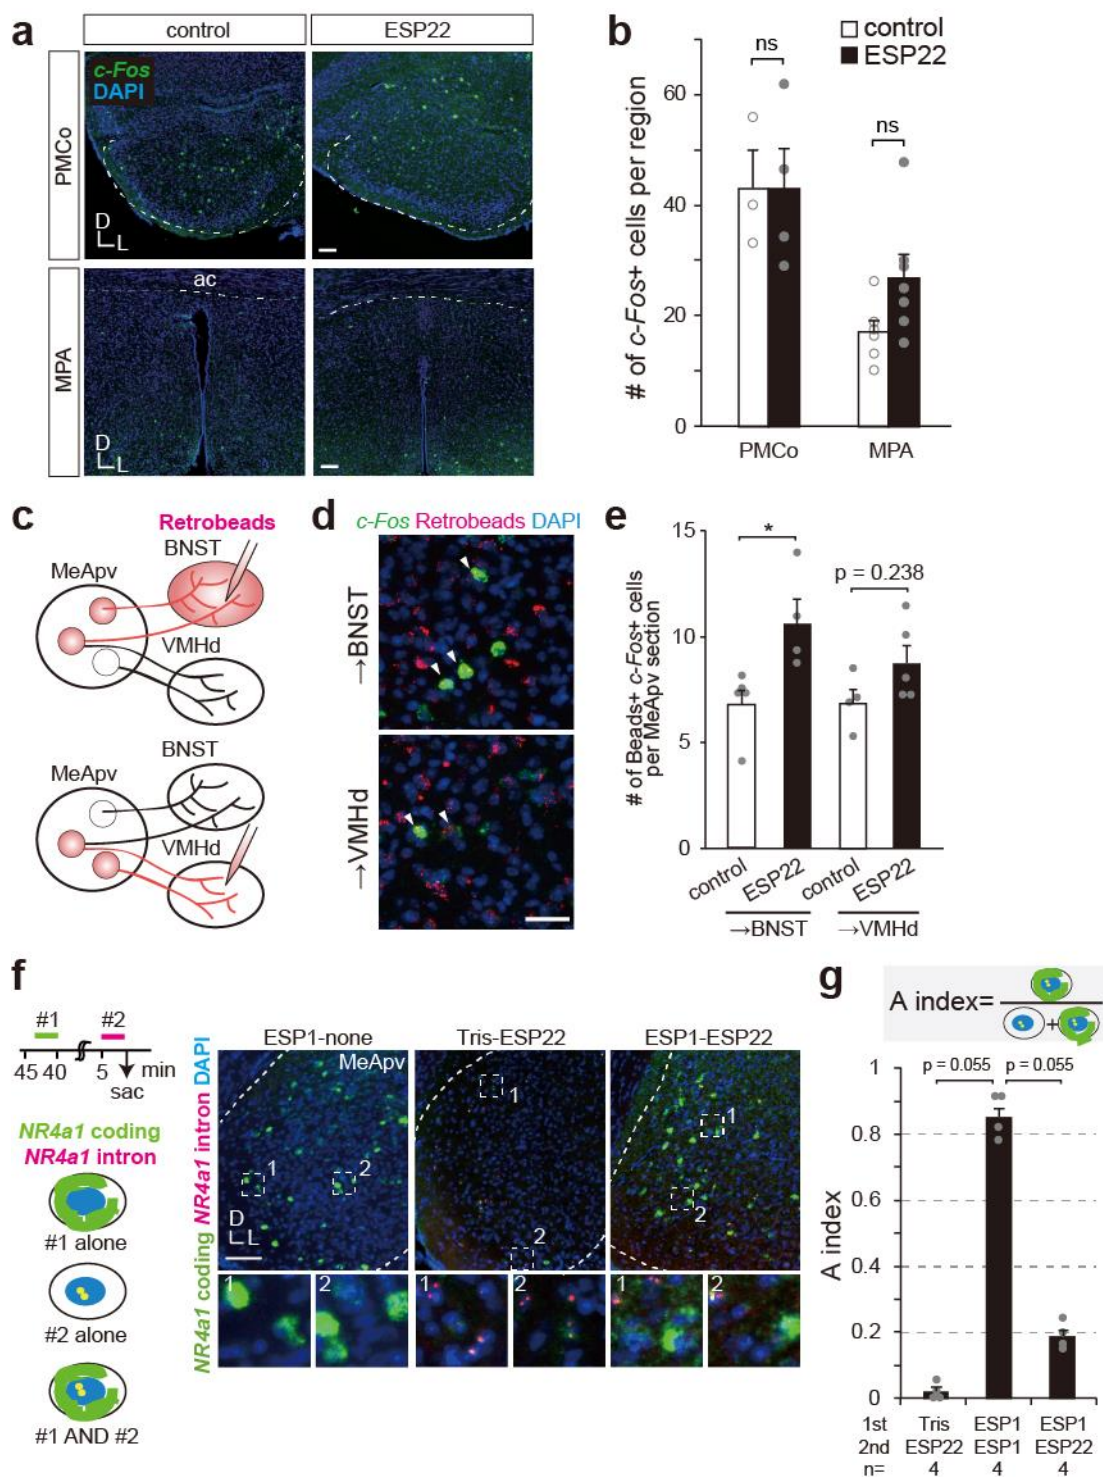 a
control
ESP22
c-Fos
DAPI
PMCo
D
L
MPA
ac
D
L
b
control
ESP22
# of c-Fos+ cells per region
60
40
20
0
ns
ns
PMCo
MPA
c
Retrobeads
BNST
MeApv
VMHd
BNST
MeApv
VMHd
d
c-Fos Retrobeads DAPI
→BNST
→VMHd
e
# of Beads+ c-Fos+ cells
per MeApv section
15
10
5
0
*
p = 0.238
control
ESP22
control
ESP22
→BNST
→VMHd
f
#1
#2
45 40
5
min
sac
NR4a1 coding
NR4a1 intron
#1 alone
#2 alone
#1 AND #2
NR4a1 coding NR4a1 intron DAPI
ESP1-none
Tris-ESP22
ESP1-ESP22
MeApv
1
2
D
L
1
2
1
2
1
2
1
2
1
2
g
A index=
+
p = 0.055
p = 0.055
A index
1
0.8
0.6
0.4
0.2
0
1st Tris ESP1 ESP1
2nd ESP22 ESP1 ESP22
n= 4 4 4